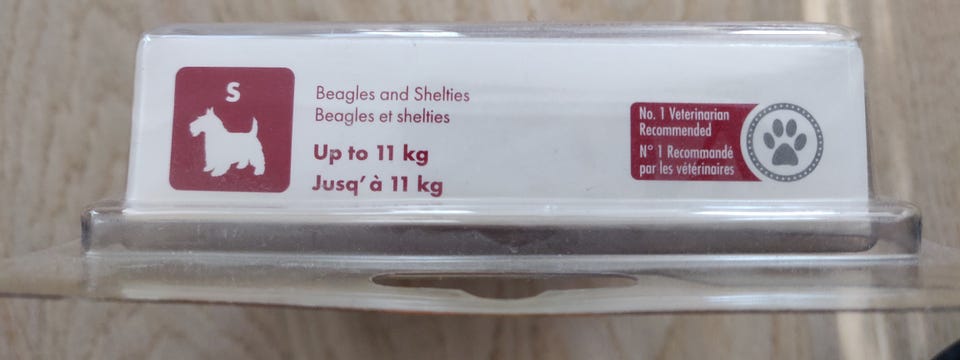 S
Beagles and Shelties
Beagles et shelties
Up to 11 kg
Jusq' à 11 kg
No. 1 Veterinarian
Recommended
N° 1 Recommandé
par les vétérinaires